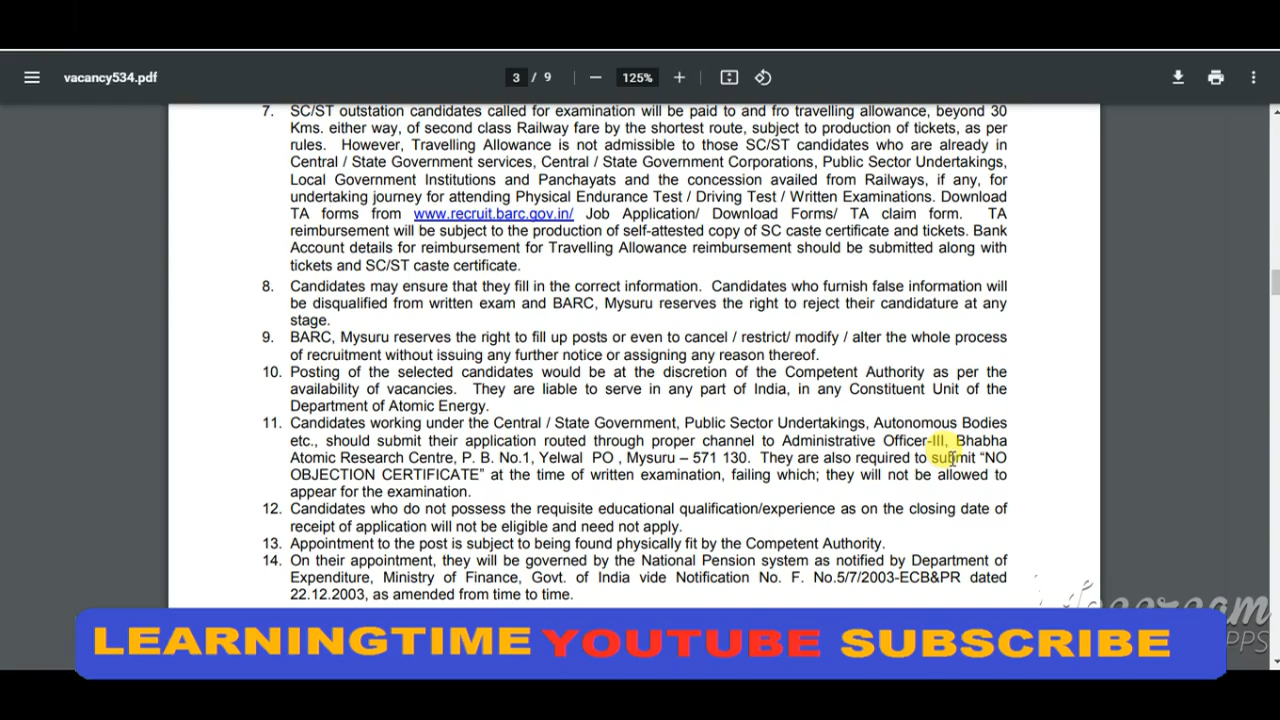 vacancy534.pdf
3 / 9
125%
7. SC/ST outstation candidates called for examination will be paid to and fro travelling allowance, beyond 30
Kms. either way, of second class Railway fare by the shortest route, subject to production of tickets, as per
rules. However, Travelling Allowance is not admissible to those SC/ST candidates who are already in
Central / State Government services, Central / State Government Corporations, Public Sector Undertakings,
Local Government Institutions and Panchayats and the concession availed from Railways, if any, for
undertaking journey for attending Physical Endurance Test / Driving Test / Written Examinations. Download
TA forms from www.recruit.barc.gov.in/ Job Application/ Download Forms/ TA claim form. TA
reimbursement will be subject to the production of self-attested copy of SC caste certificate and tickets. Bank
Account details for reimbursement for Travelling Allowance reimbursement should be submitted along with
tickets and SC/ST caste certificate.
8. Candidates may ensure that they fill in the correct information. Candidates who furnish false information will
be disqualified from written exam and BARC, Mysuru reserves the right to reject their candidature at any
stage.
9. BARC, Mysuru reserves the right to fill up posts or even to cancel / restrict/ modify / alter the whole process
of recruitment without issuing any further notice or assigning any reason thereof.
10. Posting of the selected candidates would be at the discretion of the Competent Authority as per the
availability of vacancies. They are liable to serve in any part of India, in any Constituent Unit of the
Department of Atomic Energy.
11. Candidates working under the Central / State Government, Public Sector Undertakings, Autonomous Bodies
etc., should submit their application routed through proper channel to Administrative Officer-III, Bhabha
Atomic Research Centre, P. B. No.1, Yelwal PO , Mysuru – 571 130. They are also required to submit “NO
OBJECTION CERTIFICATE” at the time of written examination, failing which; they will not be allowed to
appear for the examination.
12. Candidates who do not possess the requisite educational qualification/experience as on the closing date of
receipt of application will not be eligible and need not apply.
13. Appointment to the post is subject to being found physically fit by the Competent Authority.
14. On their appointment, they will be governed by the National Pension system as notified by Department of
Expenditure, Ministry of Finance, Govt. of India vide Notification No. F. No.5/7/2003-ECB&PR dated
22.12.2003, as amended from time to time.
LEARNINGTIME YOUTUBE SUBSCRIBE